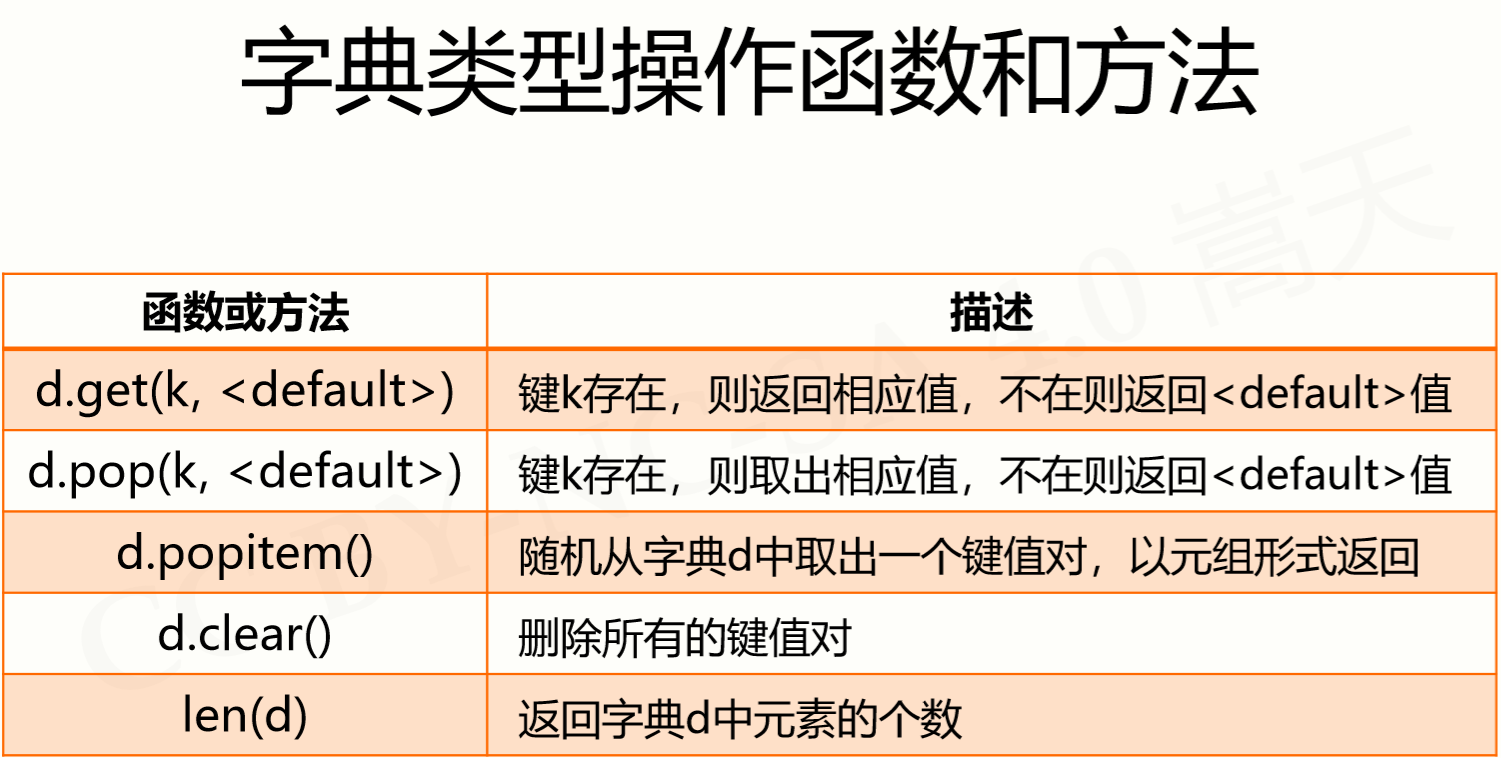 字典类型操作函数和方法
函数或方法 描述
d.get(k, <default>) 键k存在，则返回相应值，不在则返回<default>值
d.pop(k, <default>) 键k存在，则取出相应值，不在则返回<default>值
d.popitem() 随机从字典d中取出一个键值对，以元组形式返回
d.clear() 删除所有的键值对
len(d) 返回字典d中元素的个数
CC BY-NC-SA 4.0 嵩天